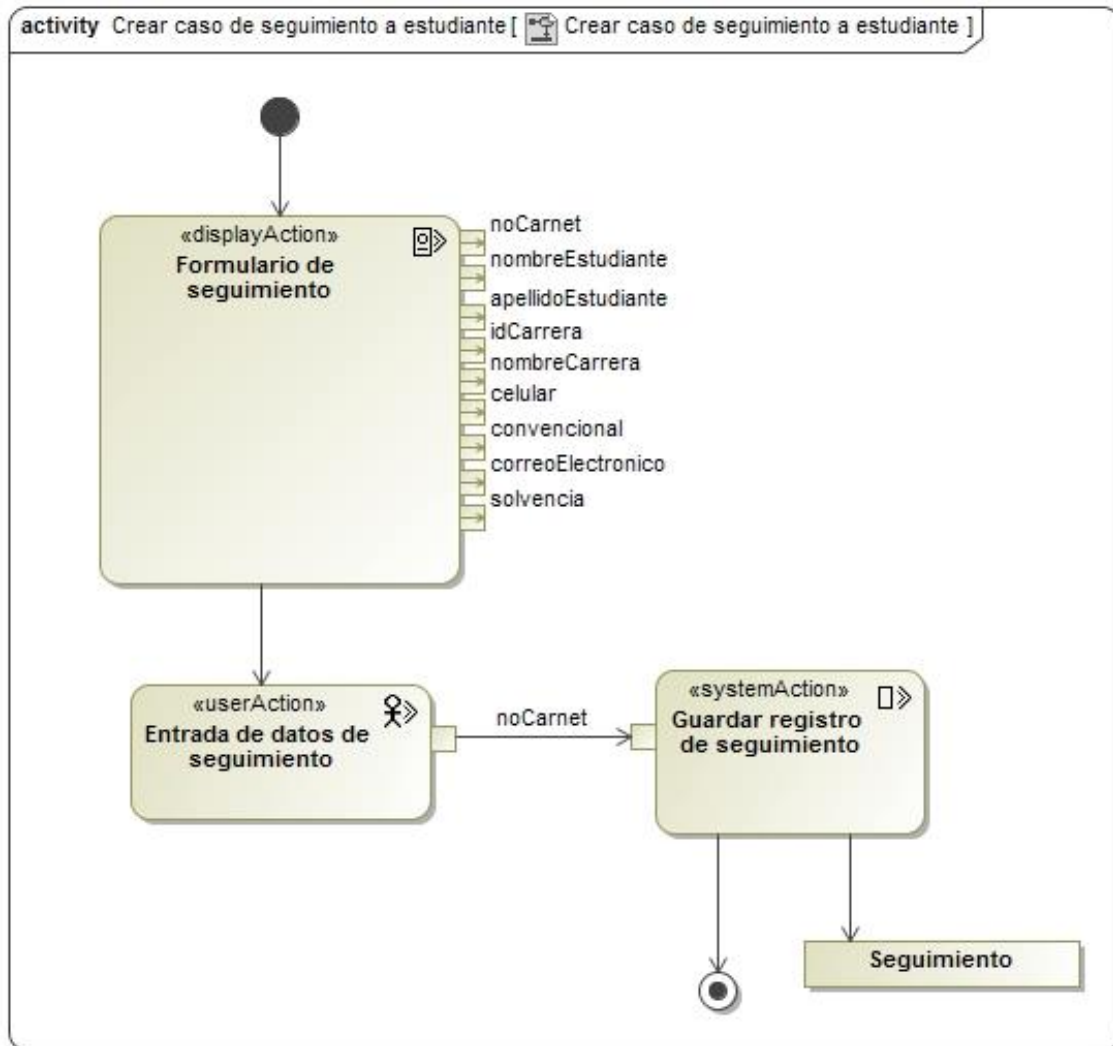 activity Crear caso de seguimiento a estudiante [ Crear caso de seguimiento a estudiante ]
«displayAction»
Formulario de
seguimiento
noCarnet
nombreEstudiante
apellidoEstudiante
idCarrera
nombreCarrera
celular
convencional
correoElectronico
solvencia
«userAction»
Entrada de datos de
seguimiento
noCarnet
«systemAction»
Guardar registro
de seguimiento
Seguimiento